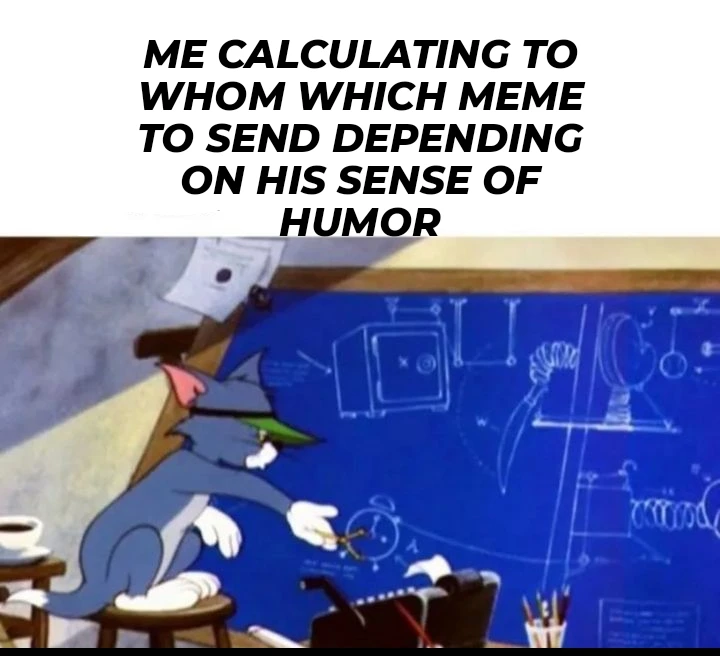 ME CALCULATING TO
WHOM WHICH MEME
TO SEND DEPENDING
ON HIS SENSE OF
HUMOR